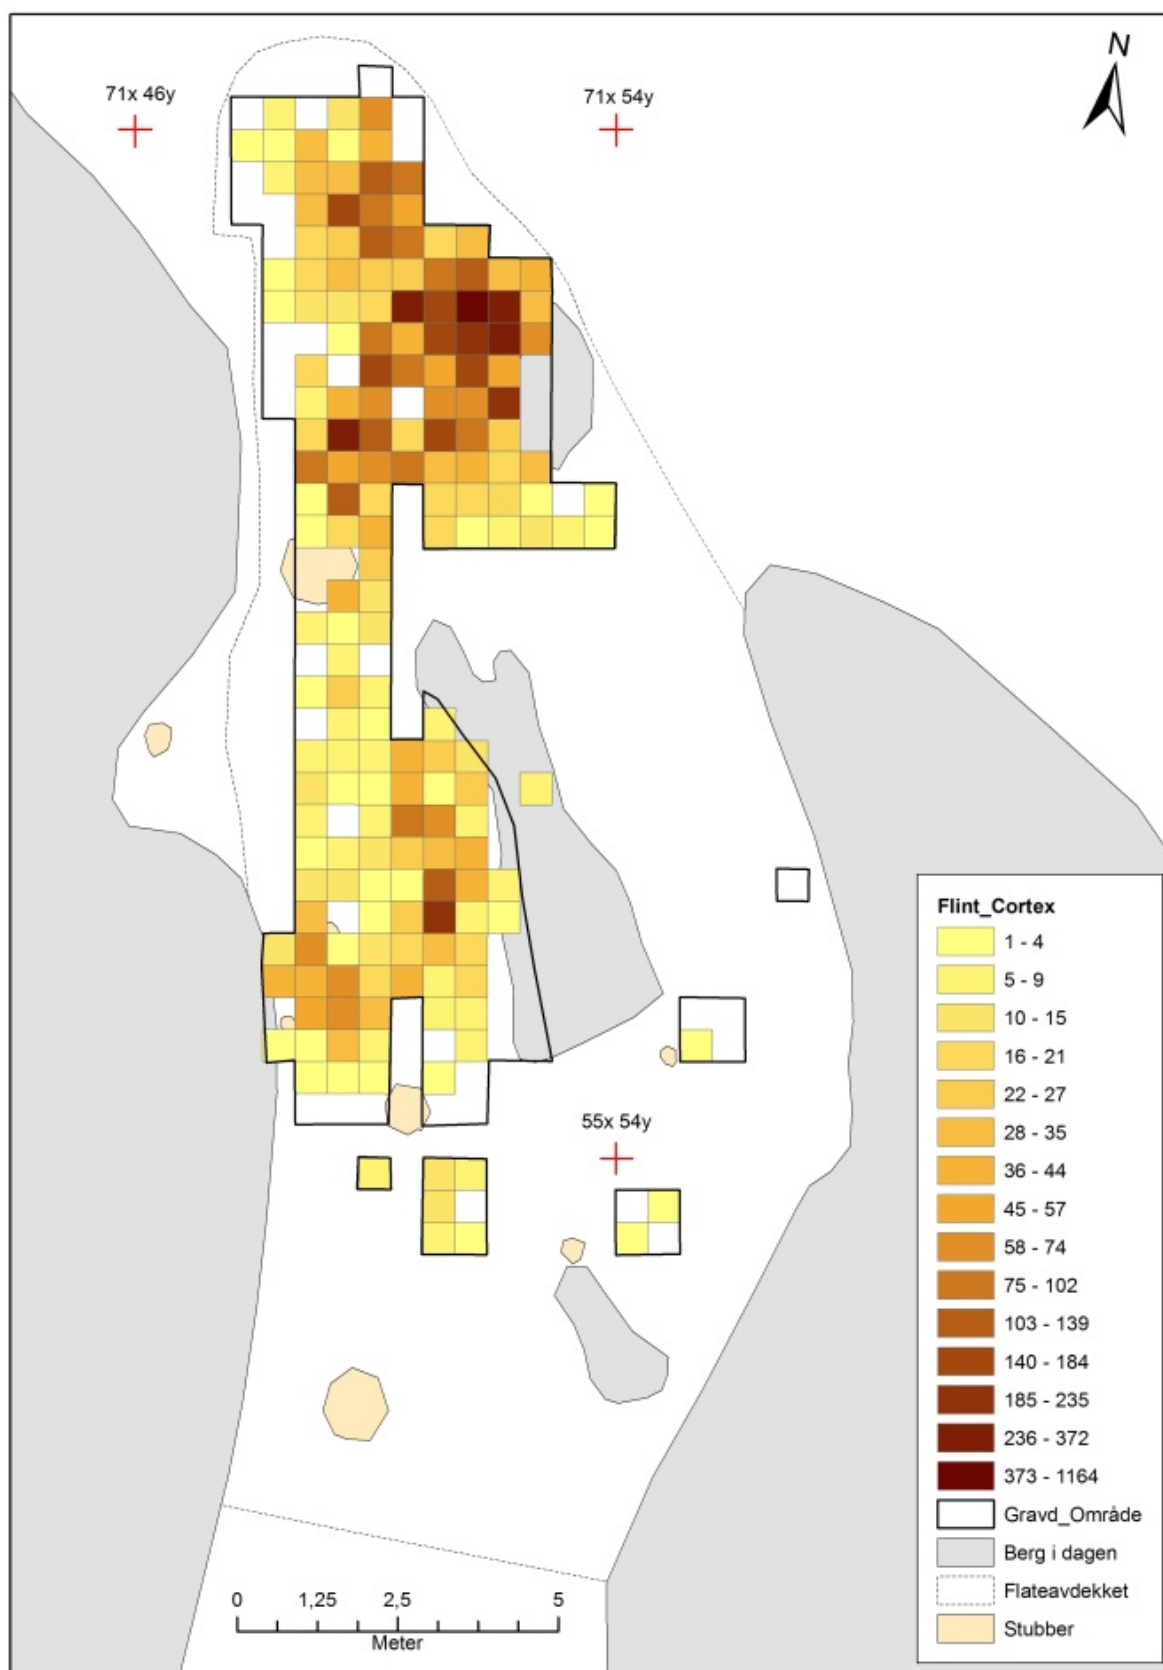 N
71x 46y
71x 54y
55x 54y
Flint_Cortex
1 - 4
5 - 9
10 - 15
16 - 21
22 - 27
28 - 35
36 - 44
45 - 57
58 - 74
75 - 102
103 - 139
140 - 184
185 - 235
236 - 372
373 - 1164
Gravd_Område
Berg i dagen
Flateavdekket
Stubber
0 1,25 2,5 5
Meter